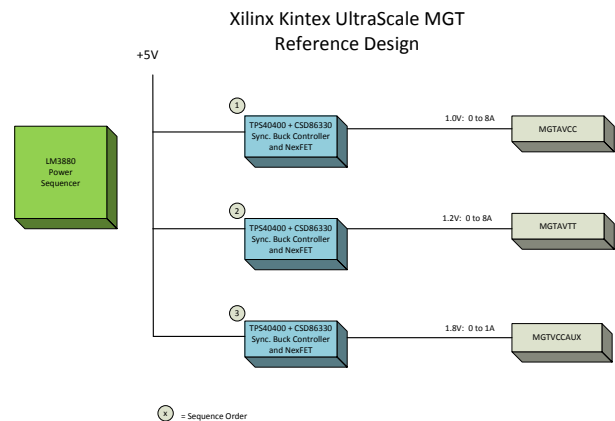 Xilinx Kintex UltraScale MGT
Reference Design
+5V
LM3880
Power
Sequencer
1
TPS40400 + CSD86330
Sync. Buck Controller
and NexFET
1.0V: 0 to 8A
MGTAVCC
2
TPS40400 + CSD86330
Sync. Buck Controller
and NexFET
1.2V: 0 to 8A
MGTAVTT
3
TPS40400 + CSD86330
Sync. Buck Controller
and NexFET
1.8V: 0 to 1A
MGTVCCAUX
x = Sequence Order